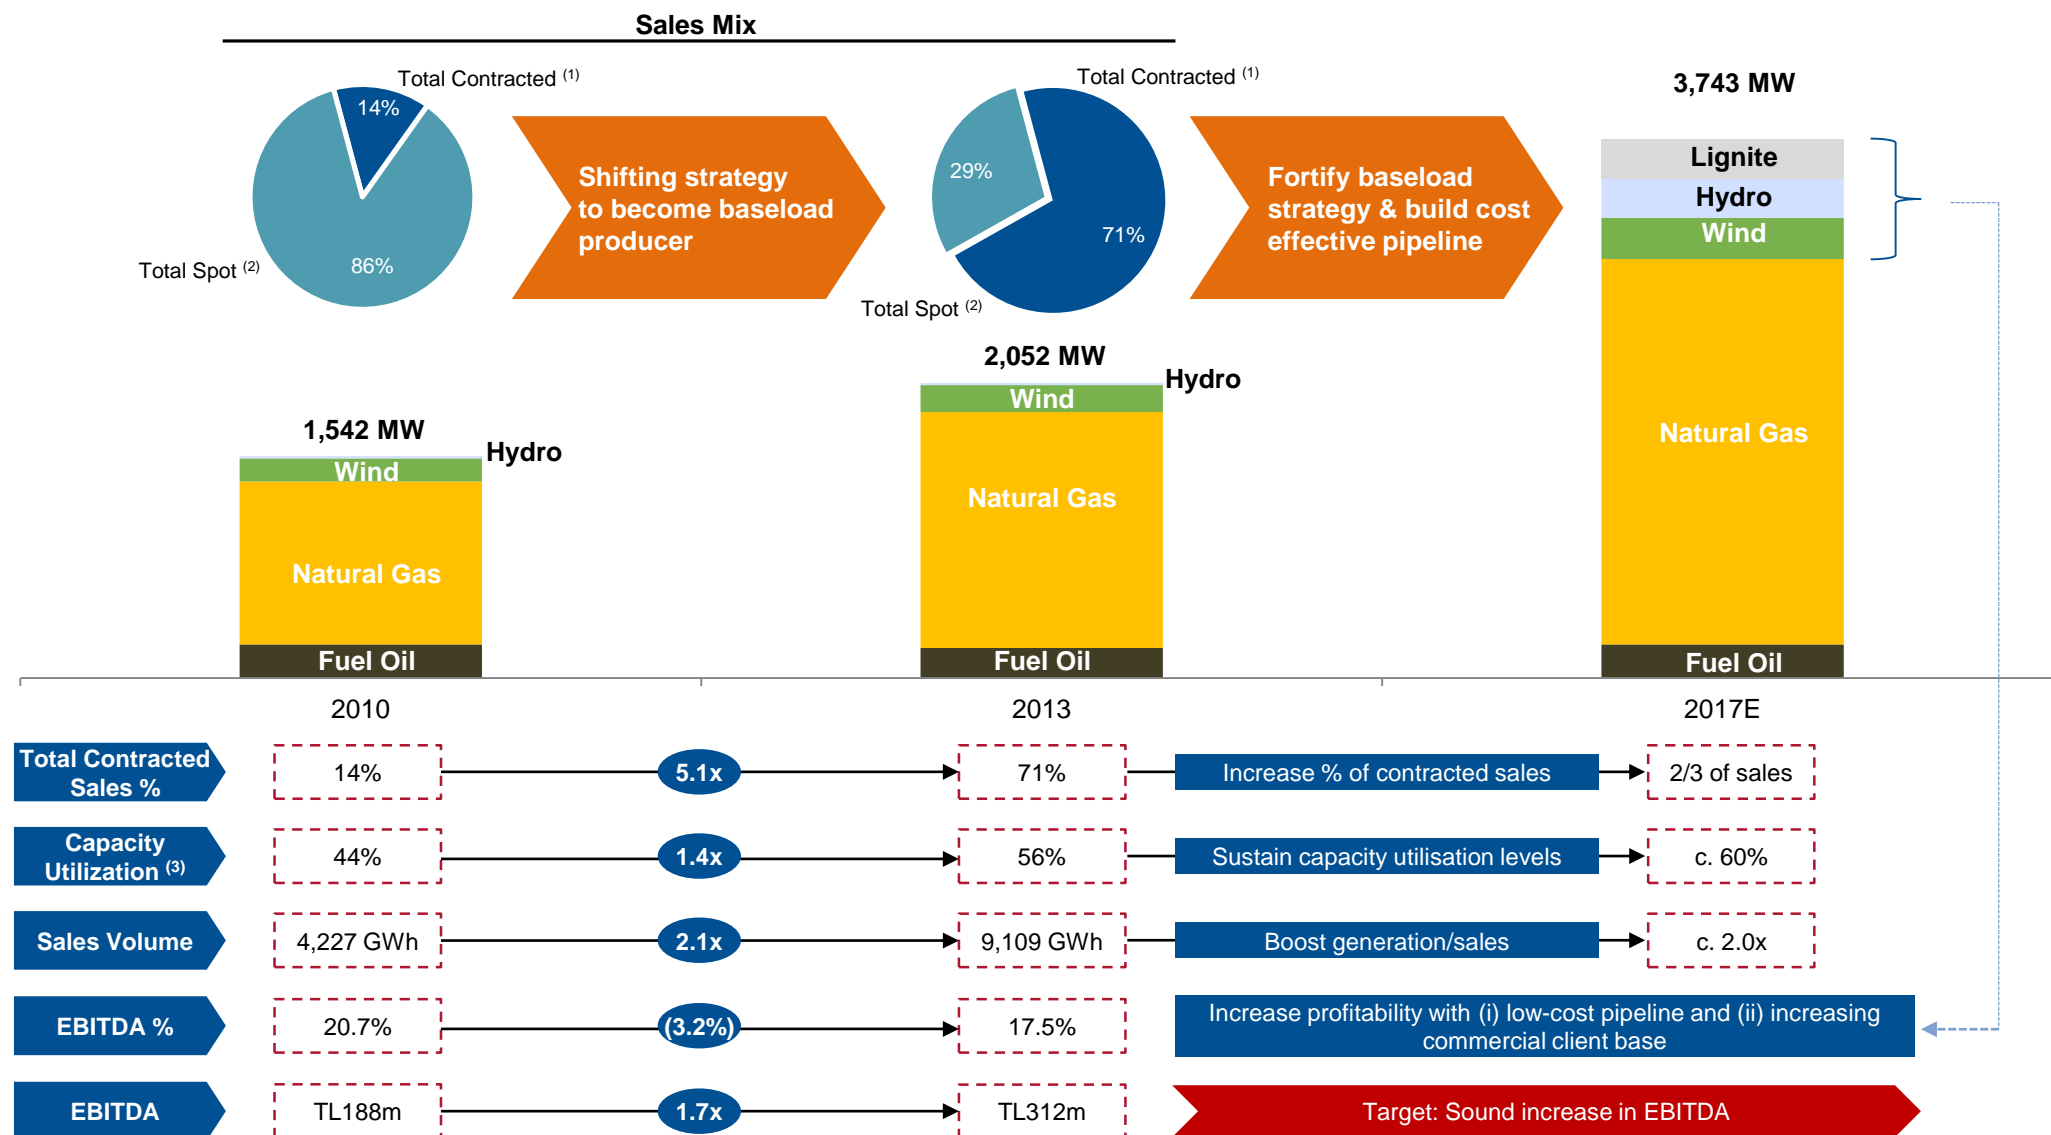 Sales Mix
Total Contracted (1)
14%
86%
Total Spot (2)
Shifting strategy
to become baseload
producer
Total Contracted (1)
29%
71%
Total Spot (2)
Fortify baseload
strategy & build cost
effective pipeline
3,743 MW
Lignite
Hydro
Wind
Natural Gas
Fuel Oil
2,052 MW
Hydro
Wind
Natural Gas
Fuel Oil
1,542 MW
Hydro
Wind
Natural Gas
Fuel Oil
2010
2013
2017E
Total Contracted
Sales %
14%
5.1x
71%
Increase % of contracted sales
2/3 of sales
Capacity
Utilization (3)
44%
1.4x
56%
Sustain capacity utilisation levels
c. 60%
Sales Volume
4,227 GWh
2.1x
9,109 GWh
Boost generation/sales
c. 2.0x
EBITDA %
20.7%
(3.2%)
17.5%
Increase profitability with (i) low-cost pipeline and (ii) increasing
commercial client base
EBITDA
TL188m
1.7x
TL312m
Target: Sound increase in EBITDA